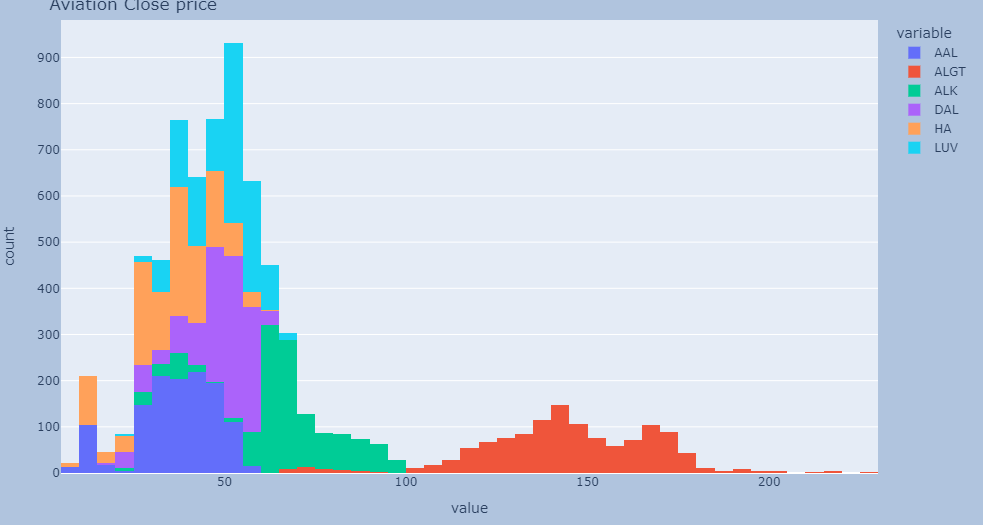 Aviation Close price
variable
AAL
ALGT
ALK
DAL
HA
LUV
count
900
800
700
600
500
400
300
200
100
0
50
100
150
200
value